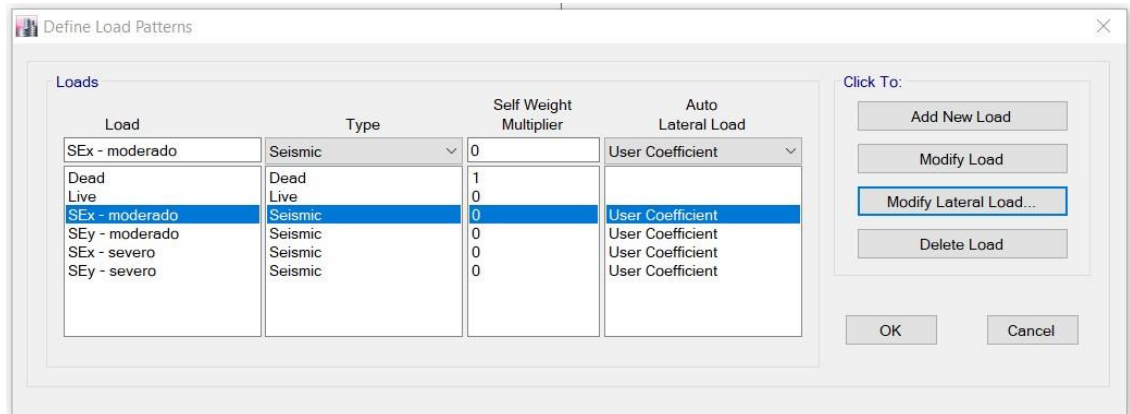 Define Load Patterns
Loads
Click To:
Load Type Self Weight Multiplier Auto Lateral Load
SEx - moderado Seismic 0 User Coefficient
Dead Dead 1
Live Live 0
SEx - moderado Seismic 0 User Coefficient
SEy - moderado Seismic 0 User Coefficient
SEx - severo Seismic 0 User Coefficient
SEy - severo Seismic 0 User Coefficient
Add New Load
Modify Load
Modify Lateral Load...
Delete Load
OK Cancel